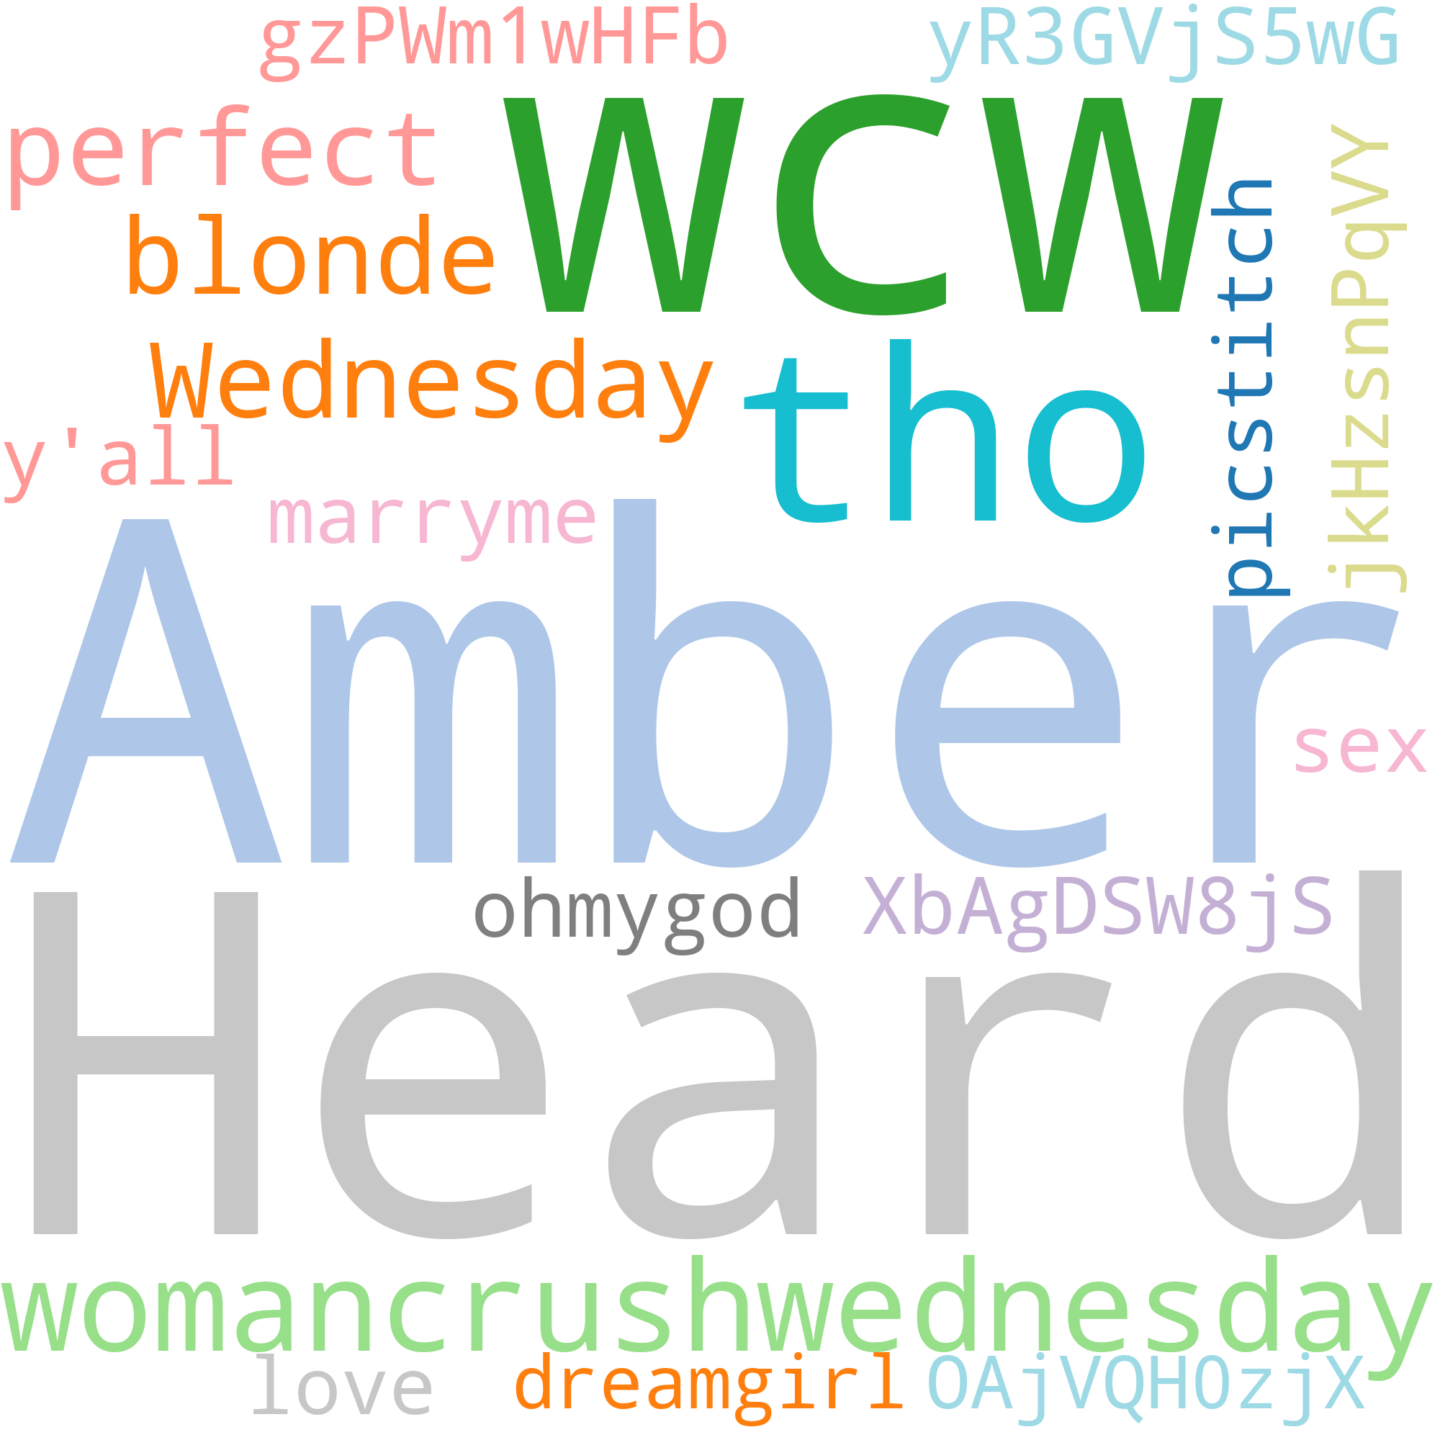 gzPWm1wHFb
yR3GVjS5wG
perfect
WCW
blonde
picstitch
jkHzsnPqVY
Wednesday
tho
y'all
marryme
Amber
sex
ohmygod
XbAgDSW8jS
Heard
womancrushwednesday
love
dreamgirl
OAjVQH0zjX